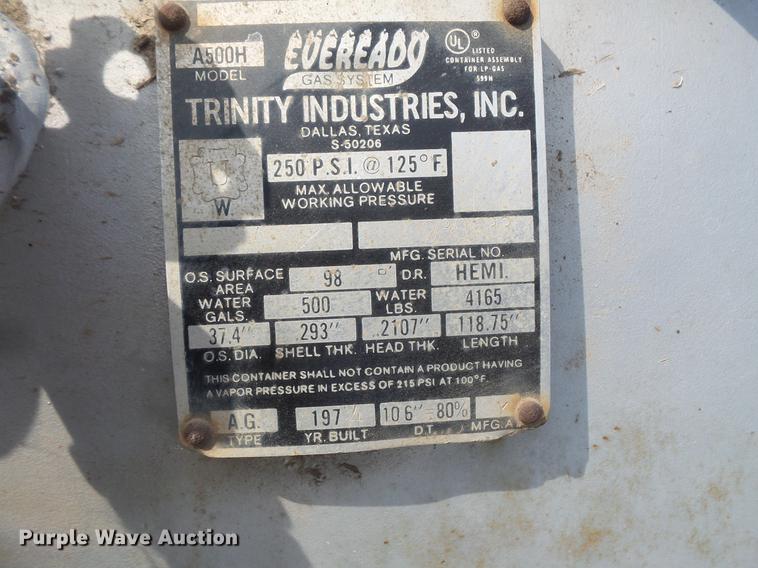 A500H
MODEL
EVEREADY
GAS SYSTEM
UL ® LISTED
CONTAINER ASSEMBLY
FOR LP-GAS
599H
TRINITY INDUSTRIES, INC.
DALLAS, TEXAS
S-50206
U
W
250 P.S.I. @ 125° F.
MAX. ALLOWABLE
WORKING PRESSURE
MFG. SERIAL NO.
O.S. SURFACE AREA 98 D.R. HEMI.
WATER GALS. 500 WATER LBS. 4165
37.4" .293" .2107" 118.75"
O.S. DIA. SHELL THK. HEAD THK. LENGTH
THIS CONTAINER SHALL NOT CONTAIN A PRODUCT HAVING
A VAPOR PRESSURE IN EXCESS OF 215 PSI AT 100°F.
A.G. 197 10 6" - 80%
TYPE YR. BUILT D.T. MFG. A
Purple Wave Auction